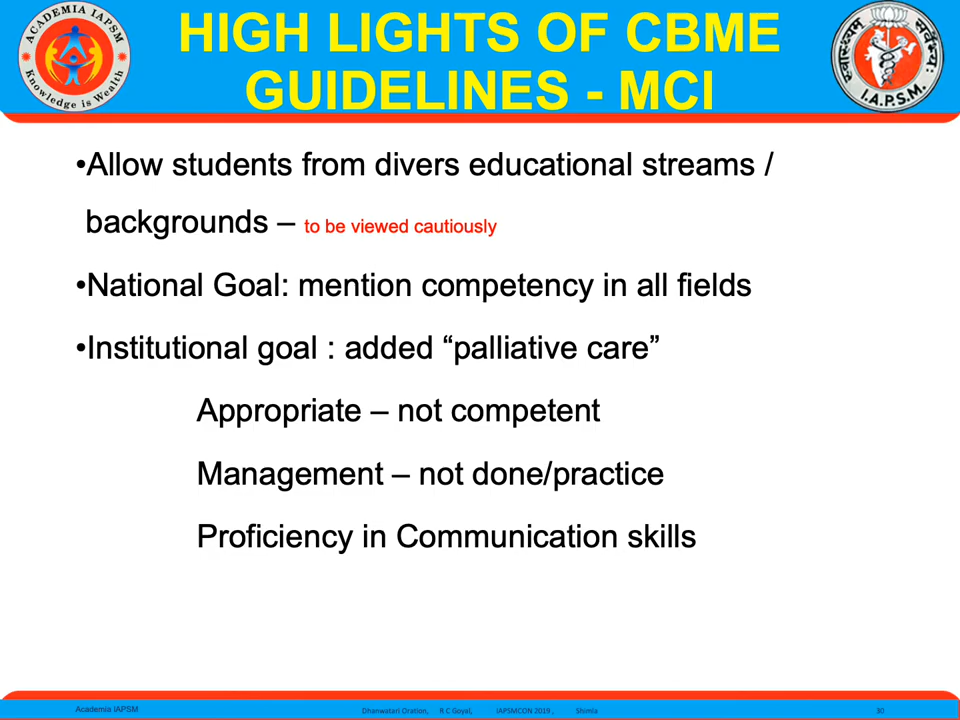 HIGH LIGHTS OF CBME
GUIDELINES - MCI
ACADEMIA IAPSM
Knowledge is Wealth
स्वास्थ्यम् सर्वेभ्यः
I.A.P.S.M.
•Allow students from divers educational streams /
backgrounds – to be viewed cautiously
•National Goal: mention competency in all fields
•Institutional goal : added “palliative care”
Appropriate – not competent
Management – not done/practice
Proficiency in Communication skills
Academia IAPSM
Dhanwatari Oration, R C Goyal, IAPSMCON 2019 , Shimla
30